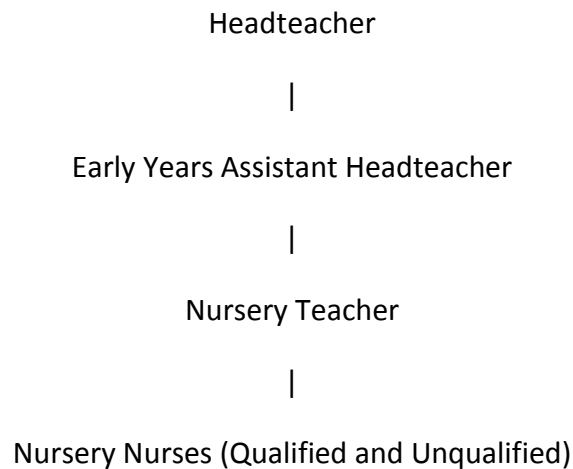 Headteacher
|
Early Years Assistant Headteacher
|
Nursery Teacher
|
Nursery Nurses (Qualified and Unqualified)